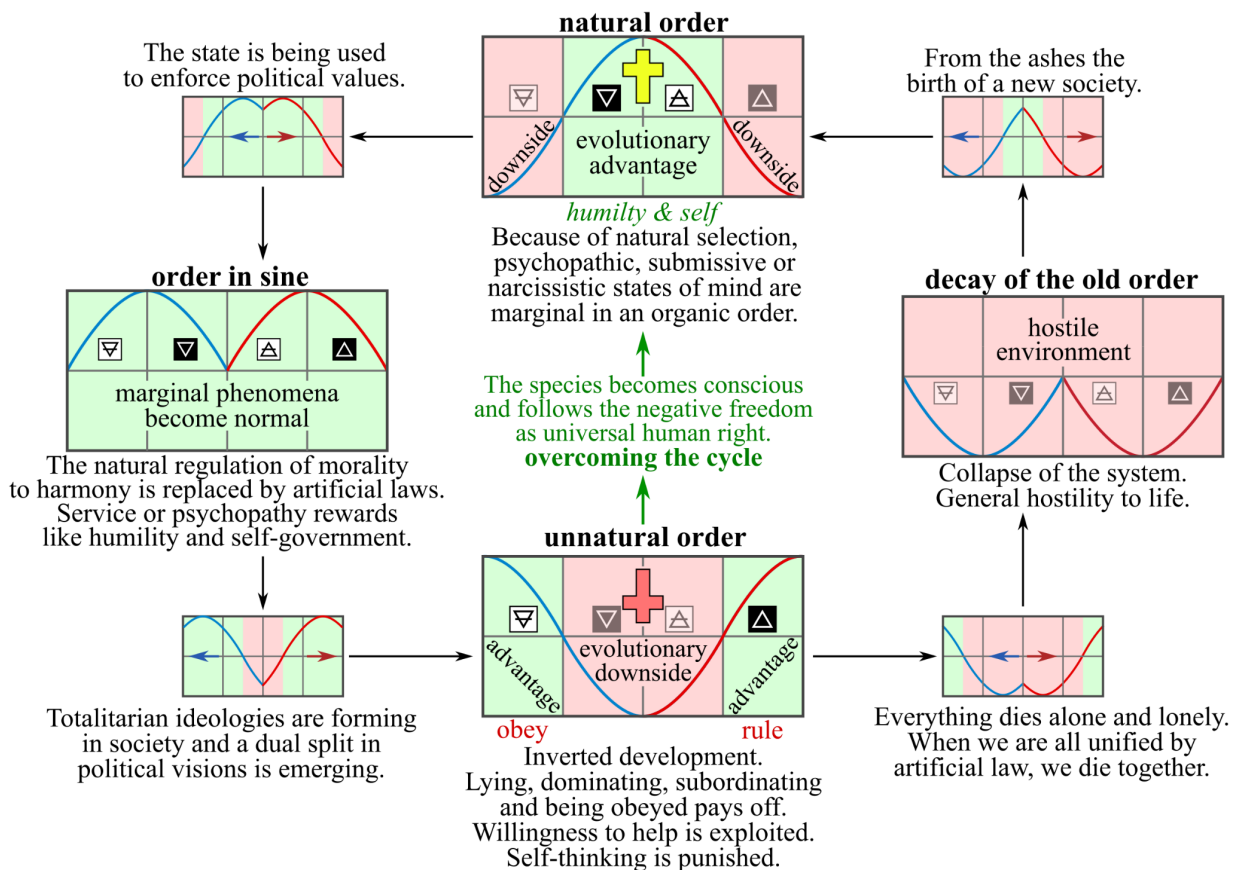 natural order
The state is being used
to enforce political values.
From the ashes the
birth of a new society.
downside
evolutionary
advantage
downside
humilty & self
Because of natural selection,
psychopathic, submissive or
narcissistic states of mind are
marginal in an organic order.
order in sine
marginal phenomena
become normal
The natural regulation of morality
to harmony is replaced by artificial laws.
Service or psychopathy rewards
like humility and self-government.
decay of the old order
hostile
environment
Collapse of the system.
General hostility to life.
The species becomes conscious
and follows the negative freedom
as universal human right.
overcoming the cycle
unnatural order
advantage
evolutionary
downside
advantage
obey
rule
Inverted development.
Lying, dominating, subordinating
and being obeyed pays off.
Willingness to help is exploited.
Self-thinking is punished.
Totalitarian ideologies are forming
in society and a dual split in
political visions is emerging.
Everything dies alone and lonely.
When we are all unified by
artificial law, we die together.